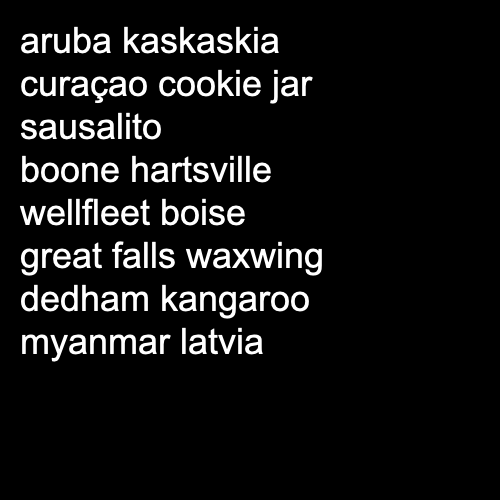 aruba kaskaskia
curaçao cookie jar
sausalito
boone hartsville
wellfleet boise
great falls waxwing
dedham kangaroo
myanmar latvia